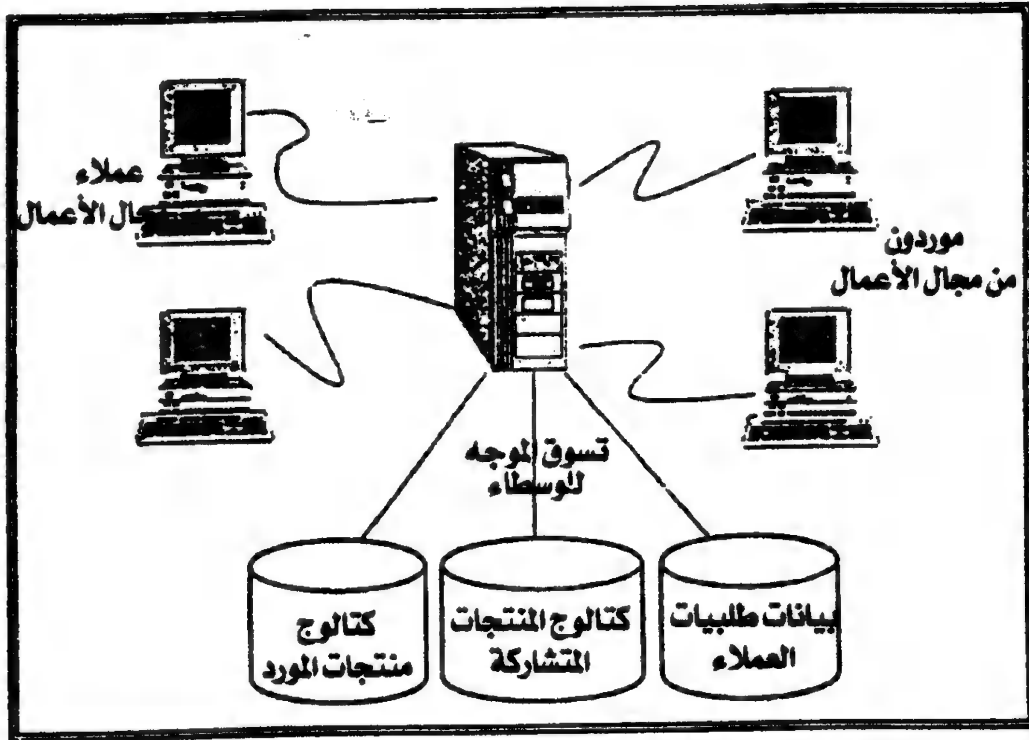 موردون
من مجال الأعمال
عملاء
مجال الأعمال
تسوق الموجه
للوسطاء
بيانات طلبيات
العملاء
كتالوج المنتجات
المتشاركة
كتالوج
منتجات المورد